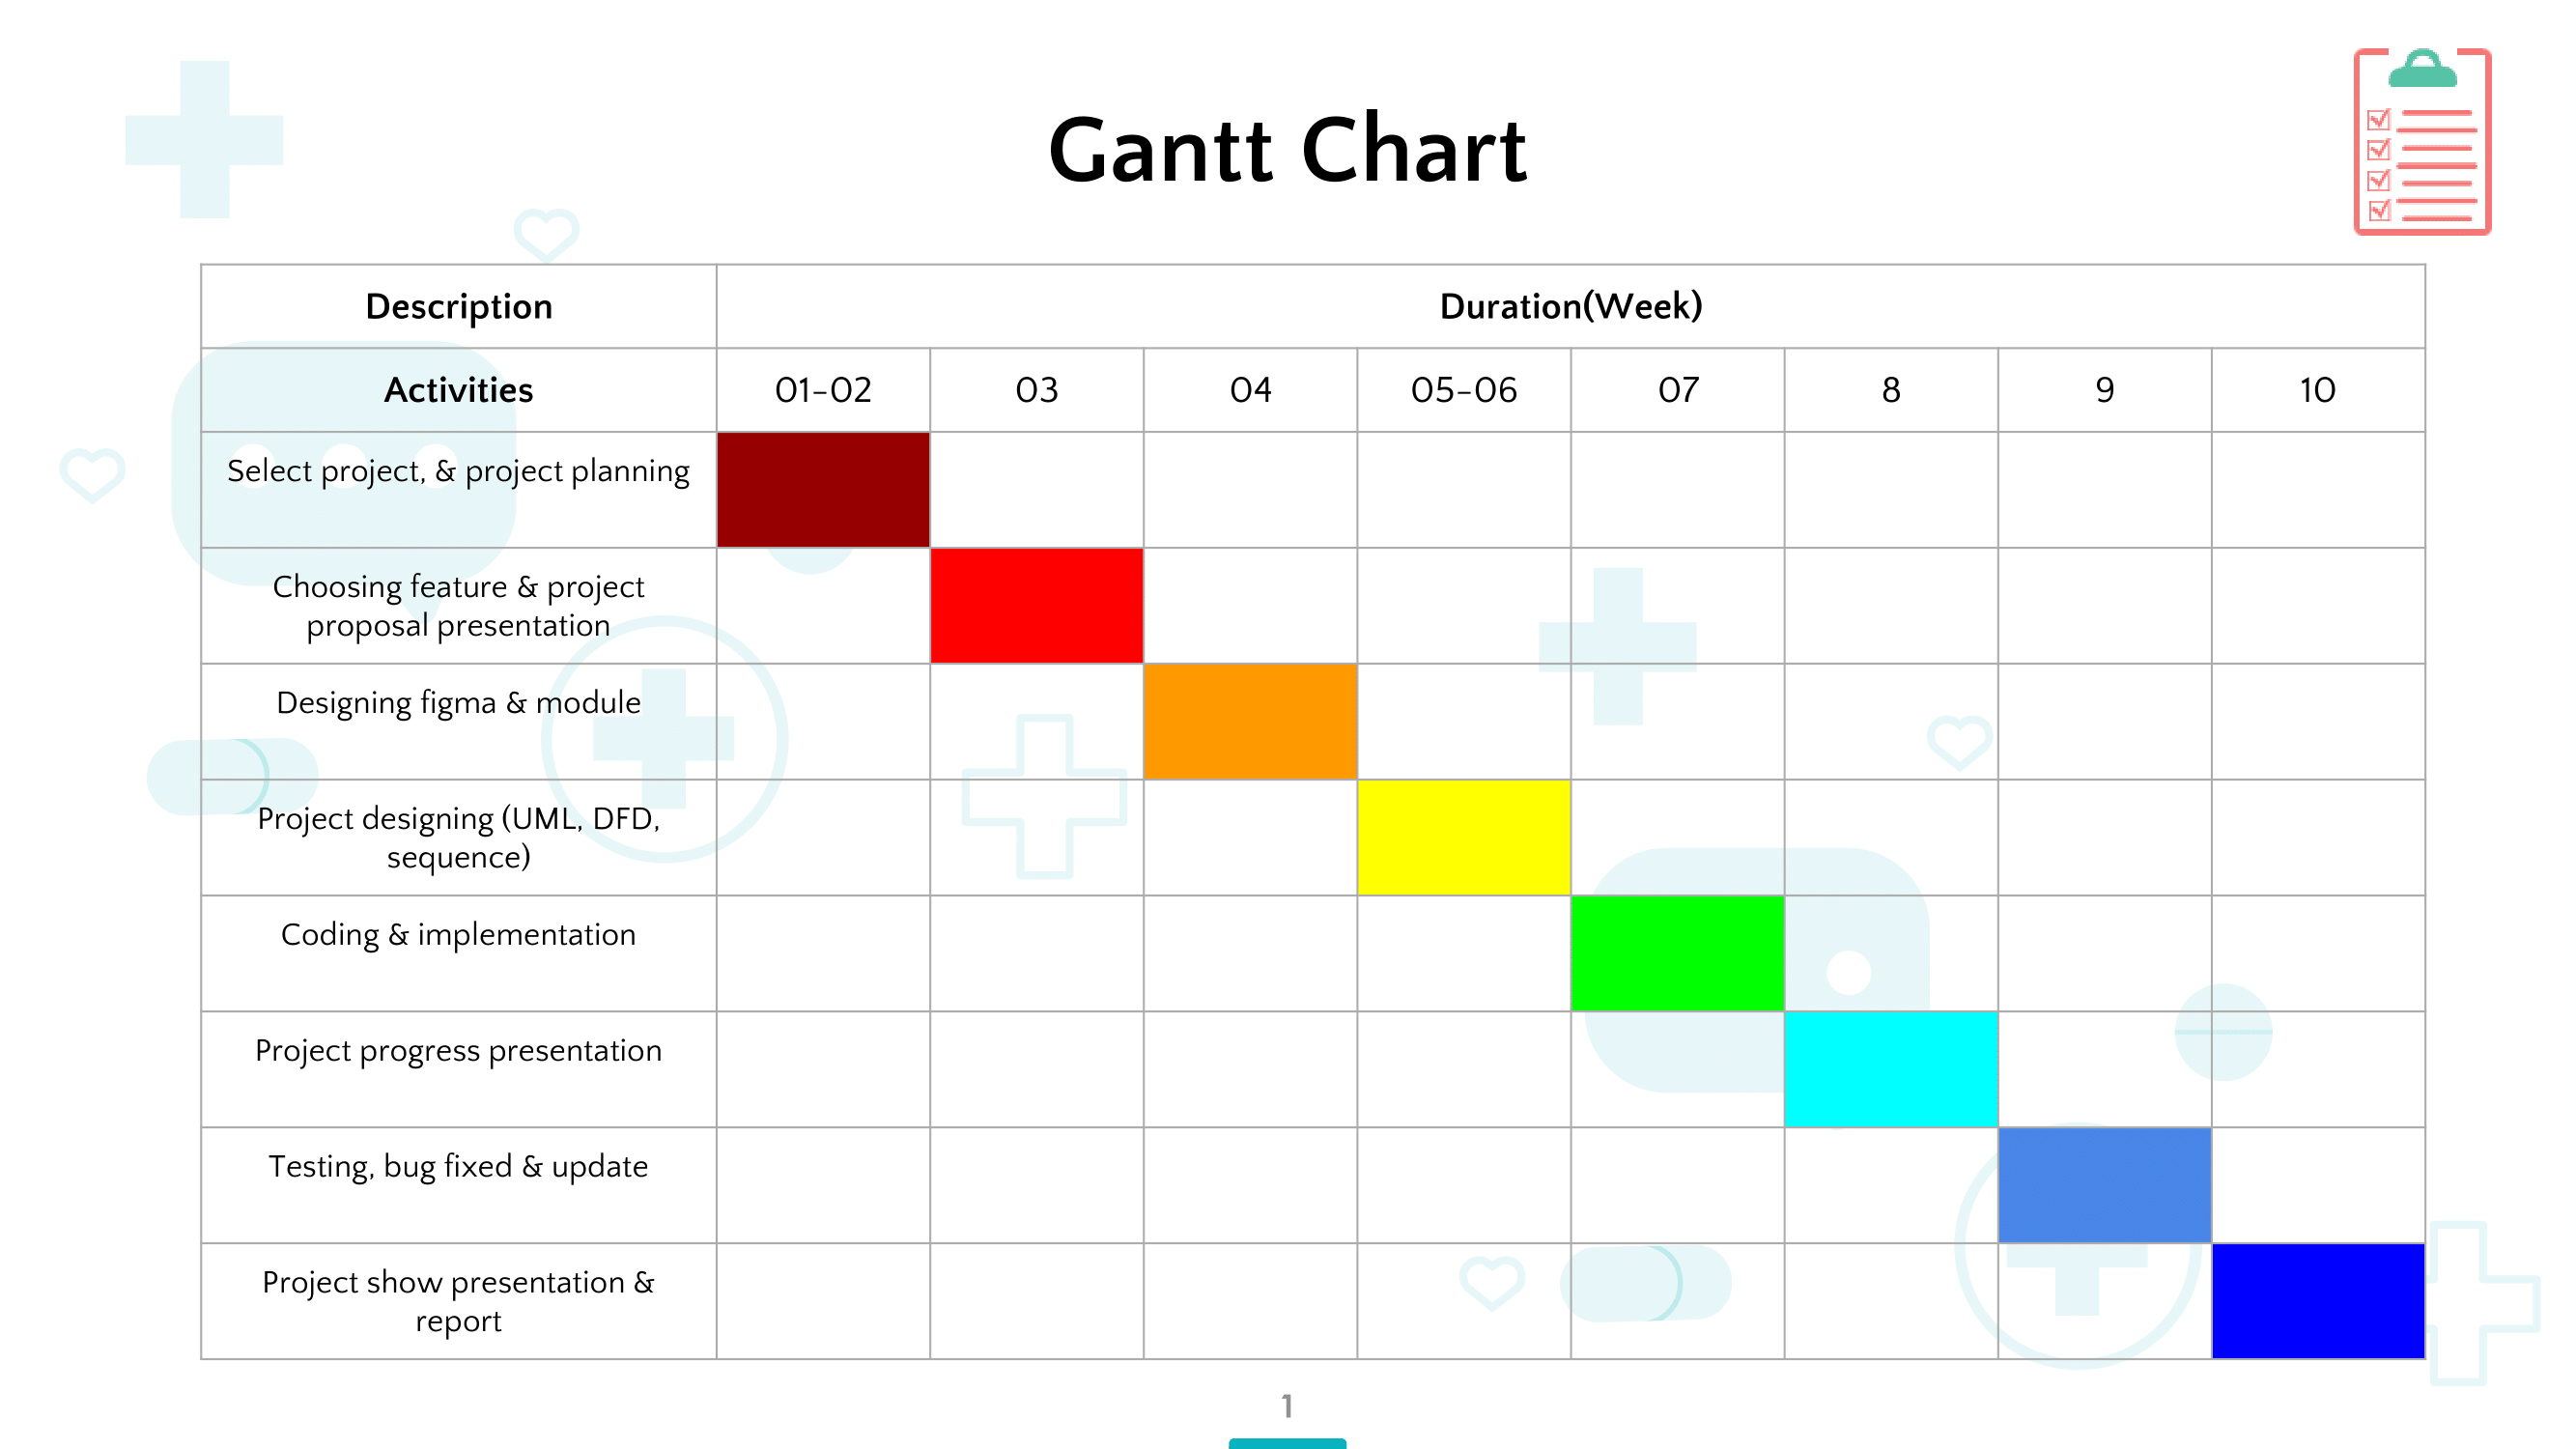 Gantt Chart
Description
Duration(Week)
Activities
01-02
03
04
05-06
07
8
9
10
Select project, & project planning
Choosing feature & project
proposal presentation
Designing figma & module
Project designing (UML, DFD,
sequence)
Coding & implementation
Project progress presentation
Testing, bug fixed & update
Project show presentation &
report
1